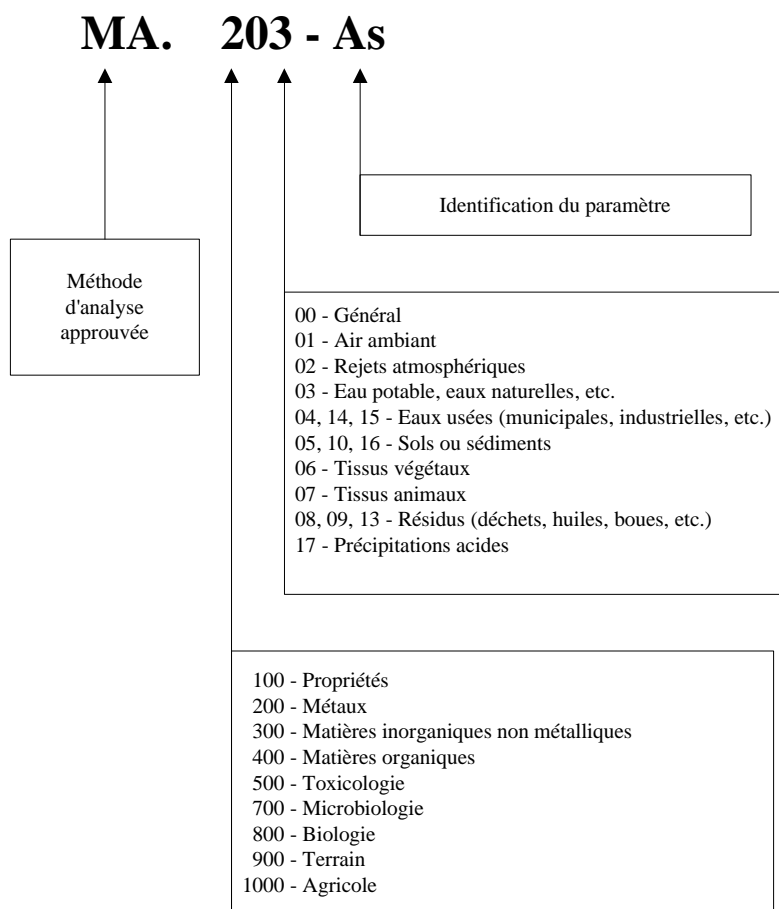 MA. 203 - As
Identification du paramètre
Méthode
d'analyse
approuvée
00 - Général
01 - Air ambiant
02 - Rejets atmosphériques
03 - Eau potable, eaux naturelles, etc.
04, 14, 15 - Eaux usées (municipales, industrielles, etc.)
05, 10, 16 - Sols ou sédiments
06 - Tissus végétaux
07 - Tissus animaux
08, 09, 13 - Résidus (déchets, huiles, boues, etc.)
17 - Précipitations acides
100 - Propriétés
200 - Métaux
300 - Matières inorganiques non métalliques
400 - Matières organiques
500 - Toxicologie
700 - Microbiologie
800 - Biologie
900 - Terrain
1000 - Agricole